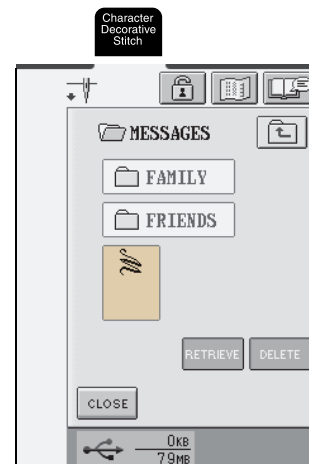 Character
Decorative
Stitch
MESSAGES
FAMILY
FRIENDS
RETRIEVE DELETE
CLOSE
0KB
79MB